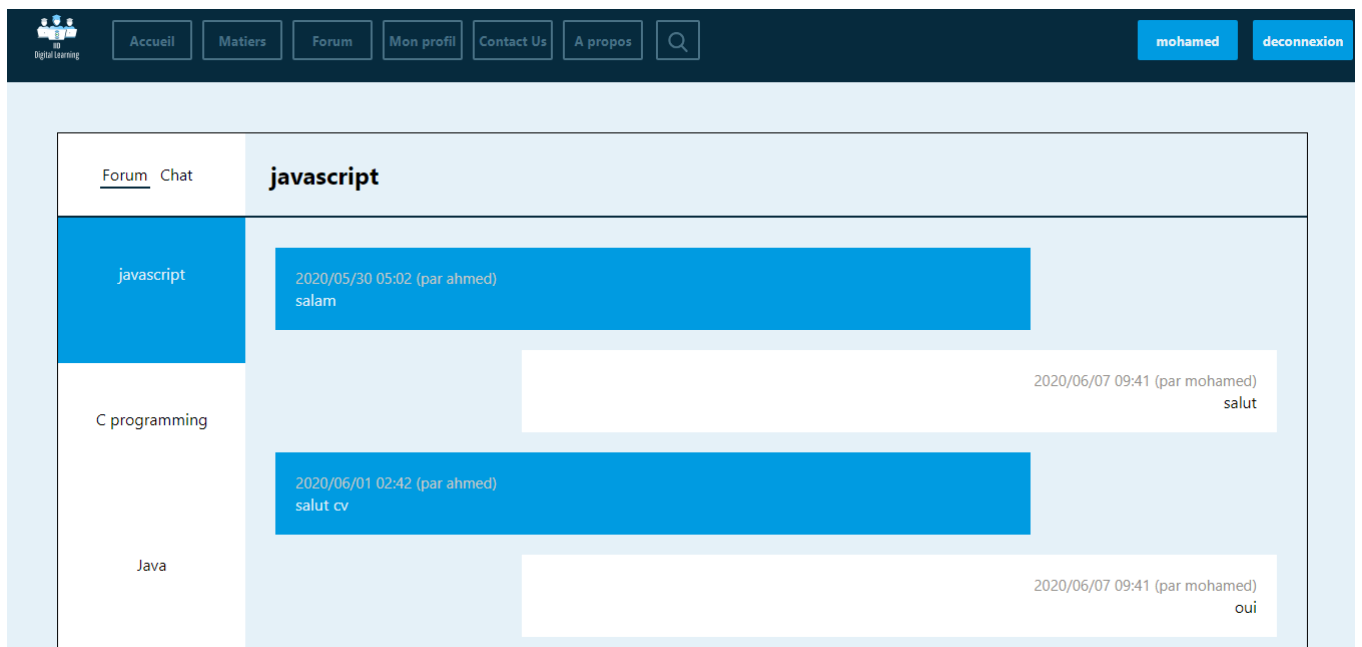 IID
Digital Learning
Accueil Matiers Forum Mon profil Contact Us A propos
mohamed deconnexion
Forum Chat
javascript
javascript
2020/05/30 05:02 (par ahmed)
salam
2020/06/07 09:41 (par mohamed)
salut
C programming
2020/06/01 02:42 (par ahmed)
salut cv
Java
2020/06/07 09:41 (par mohamed)
oui